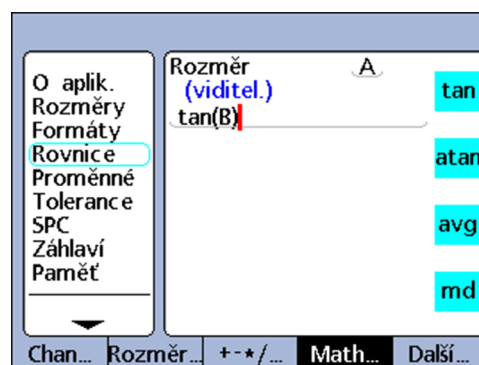 O aplik.
Rozměry
Formáty
Rovnice
Proměnné
Tolerance
SPC
Záhlaví
Paměť
Rozměr A
(viditel.)
tan(B)
tan
atan
avg
md
Chan... Rozměr... +-*/... Math... Další...